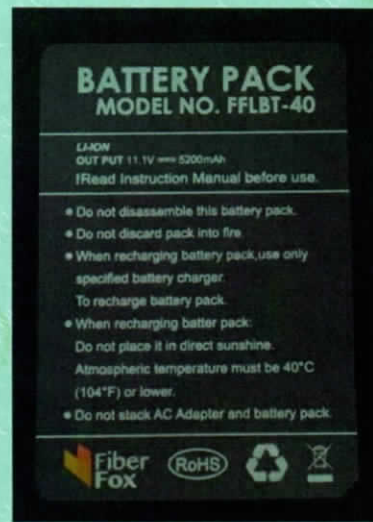 BATTERY PACK
MODEL NO. FFLBT-40
LI-ION
OUT PUT 11.1V ⎓ 5200mAh
!Read Instruction Manual before use.
● Do not disassemble this battery pack.
● Do not discard pack into fire.
● When recharging battery pack,use only
specified battery charger.
To recharge battery pack.
● When recharging batter pack:
Do not place it in direct sunshine.
Atmospheric temperature must be 40°C
(104°F) or lower.
● Do not stack AC Adapter and battery pack.
Fiber
Fox
RoHS